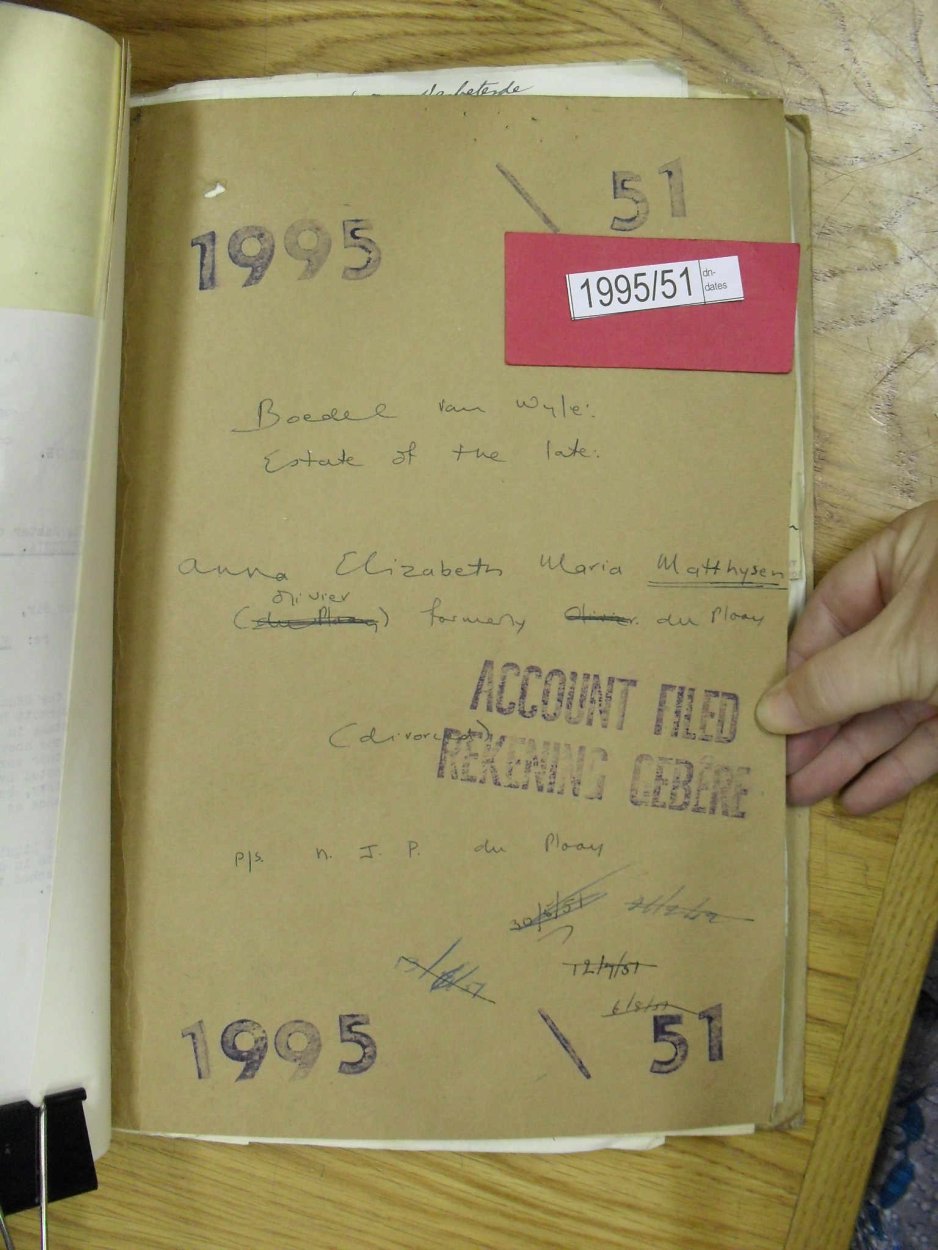 Verbeterde
\ 51
1995
1995/51
dn-
dates
Boedel van Wyle:
Estate of the late:
Anna Elizabeth Maria Matthysen
Olivier
(du Plooy) formerly Olivier. du Plooy
ACCOUNT FILED
(divorced)
REKENING GEBÊRE
p/s. n. J. P. du Plooy
30/5/51
12/7/51
6/8/51
1995 \ 51